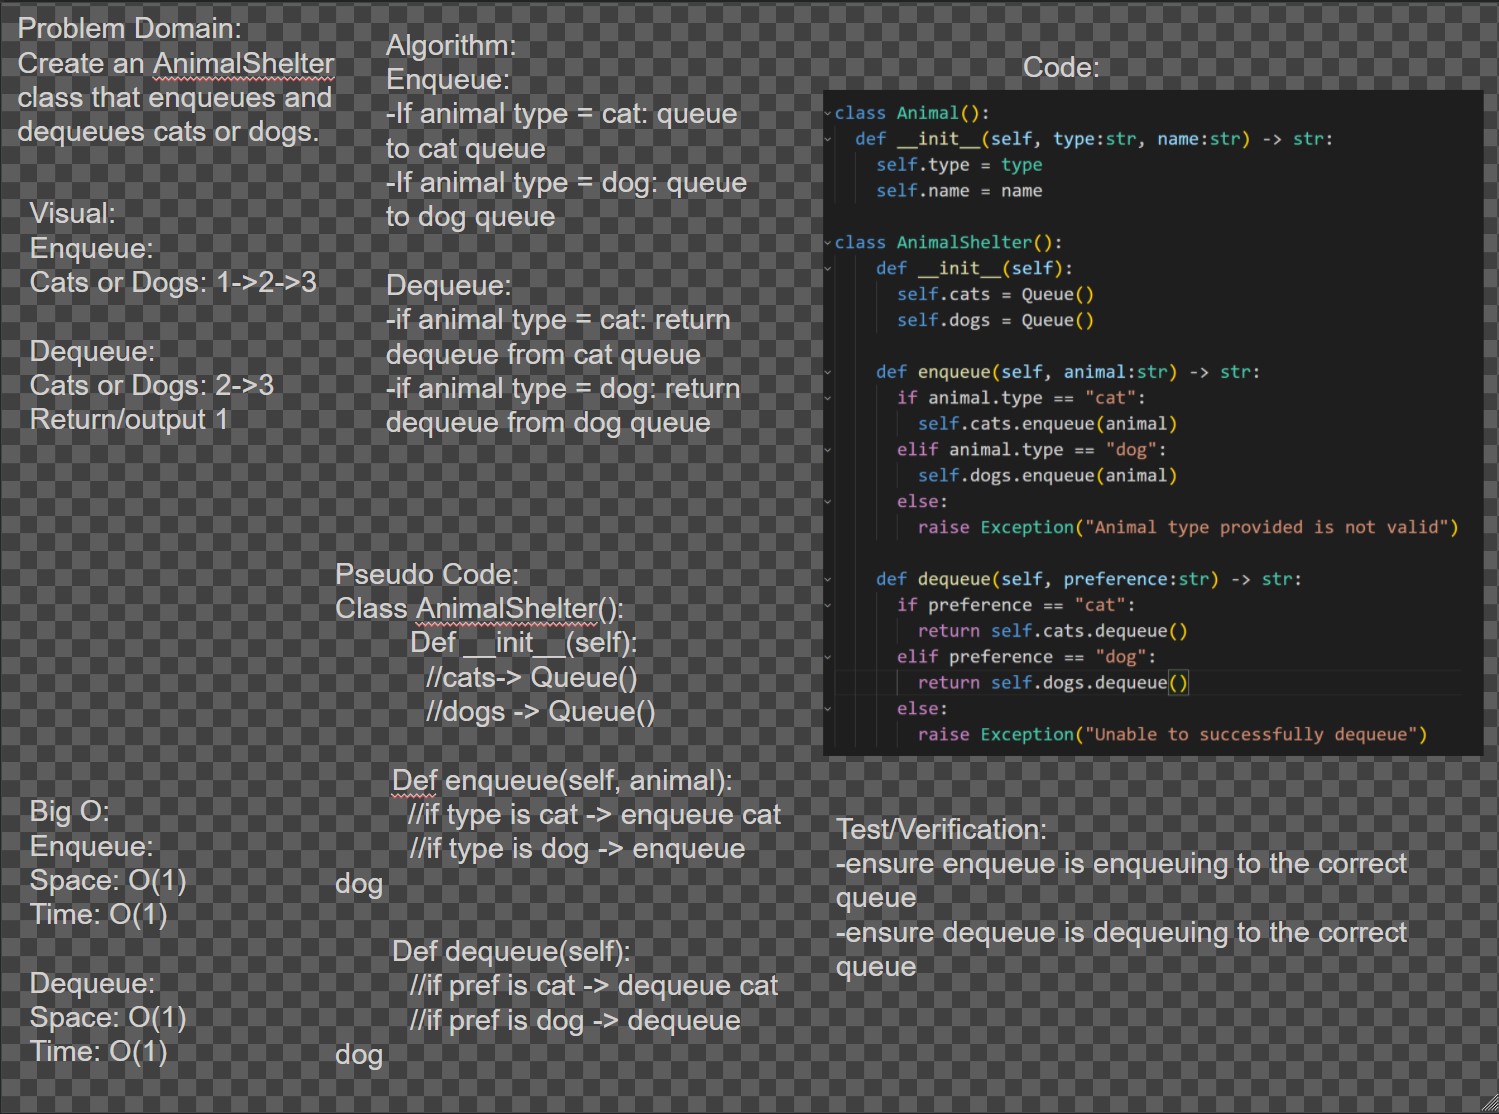 Problem Domain:
Create an AnimalShelter
class that enqueues and
dequeues cats or dogs.
Visual:
Enqueue:
Cats or Dogs: 1->2->3
Dequeue:
Cats or Dogs: 2->3
Return/output 1
Algorithm:
Enqueue:
-If animal type = cat: queue
to cat queue
-If animal type = dog: queue
to dog queue
Dequeue:
-if animal type = cat: return
dequeue from cat queue
-if animal type = dog: return
dequeue from dog queue
Code:
class Animal():
  def __init__(self, type:str, name:str) -> str:
    self.type = type
    self.name = name
class AnimalShelter():
    def __init__(self):
      self.cats = Queue()
      self.dogs = Queue()
    def enqueue(self, animal:str) -> str:
      if animal.type == "cat":
        self.cats.enqueue(animal)
      elif animal.type == "dog":
        self.dogs.enqueue(animal)
      else:
        raise Exception("Animal type provided is not valid")
    def dequeue(self, preference:str) -> str:
      if preference == "cat":
        return self.cats.dequeue()
      elif preference == "dog":
        return self.dogs.dequeue()
      else:
        raise Exception("Unable to successfully dequeue")
Pseudo Code:
Class AnimalShelter():
Def __init__(self):
//cats-> Queue()
//dogs -> Queue()
Def enqueue(self, animal):
//if type is cat -> enqueue cat
//if type is dog -> enqueue
dog
Def dequeue(self):
//if pref is cat -> dequeue cat
//if pref is dog -> dequeue
dog
Big O:
Enqueue:
Space: O(1)
Time: O(1)
Dequeue:
Space: O(1)
Time: O(1)
Test/Verification:
-ensure enqueue is enqueuing to the correct
queue
-ensure dequeue is dequeuing to the correct
queue